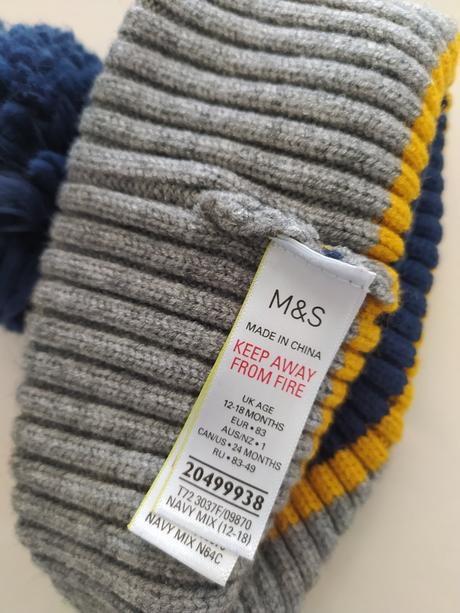 M&S
MADE IN CHINA
KEEP AWAY
FROM FIRE
UK AGE
12-18 MONTHS
EUR•83
AUS/NZ•1
CAN/US•24 MONTHS
RU•83-49
20499938
T72 3037F/09870
NAVY MIX (12-18)
NAVY MIX N64C